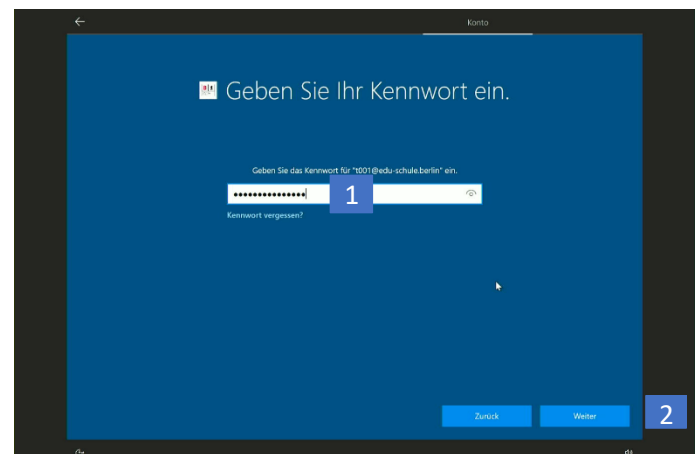 Konto
Geben Sie Ihr Kennwort ein.
Geben Sie das Kennwort für "t001@edu-schule.berlin" ein.
1
Kennwort vergessen?
Zurück
Weiter
2